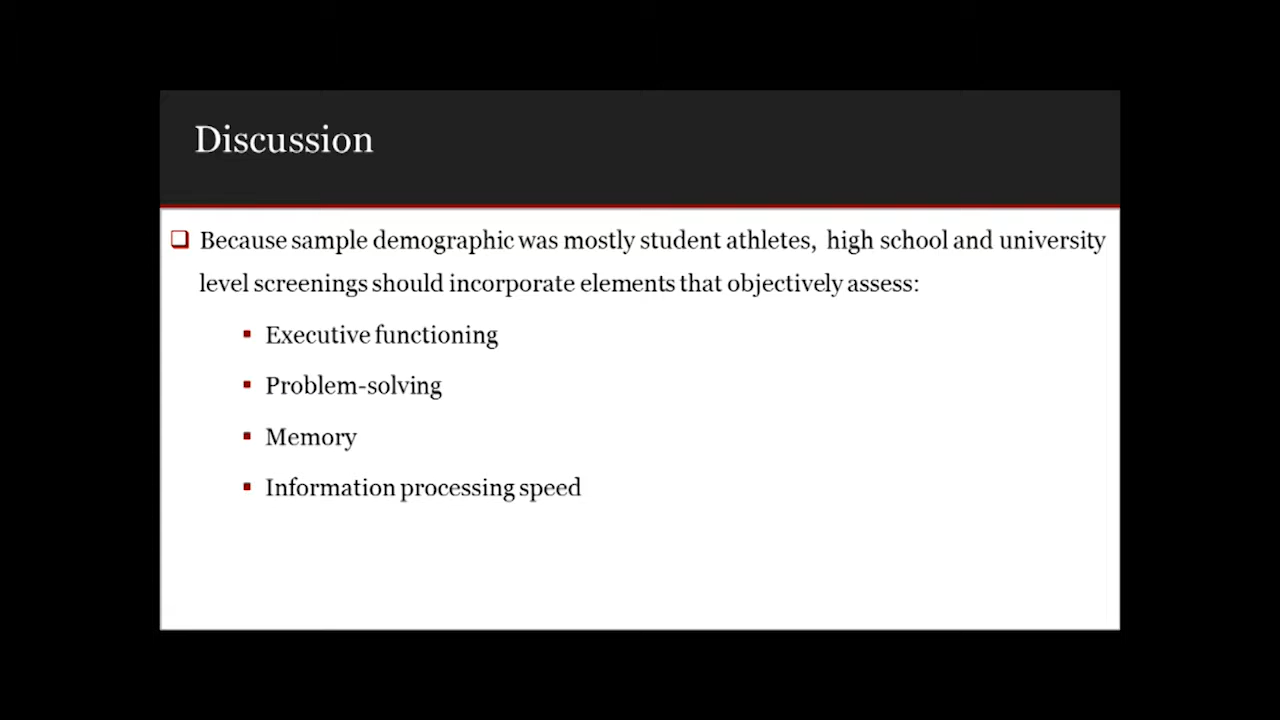 Discussion
Because sample demographic was mostly student athletes, high school and university
level screenings should incorporate elements that objectively assess:
Executive functioning
Problem-solving
Memory
Information processing speed